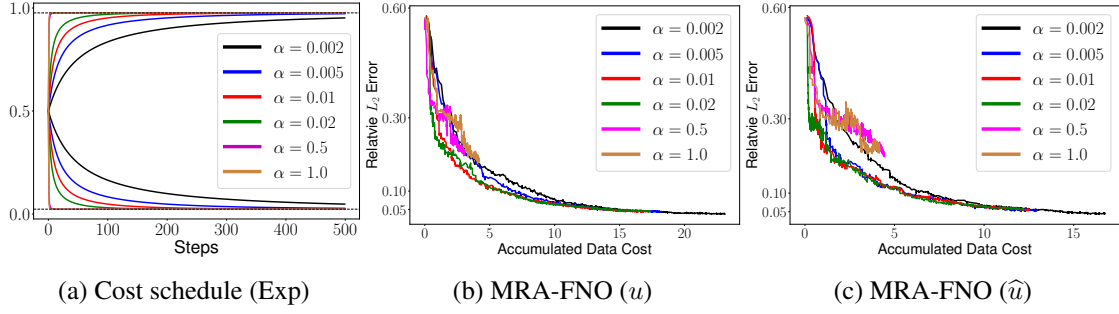 1.0
0.5
0.0
0 100 200 300 400 500
Steps
α = 0.002
α = 0.005
α = 0.01
α = 0.02
α = 0.5
α = 1.0
(a) Cost schedule (Exp)
Relatvie L₂ Error
0.60
0.30
0.10
0.05
0 5 10 15 20
Accumulated Data Cost
α = 0.002
α = 0.005
α = 0.01
α = 0.02
α = 0.5
α = 1.0
(b) MRA-FNO (u)
Relatvie L₂ Error
0.60
0.30
0.10
0.05
0 5 10 15
Accumulated Data Cost
α = 0.002
α = 0.005
α = 0.01
α = 0.02
α = 0.5
α = 1.0
(c) MRA-FNO (û)